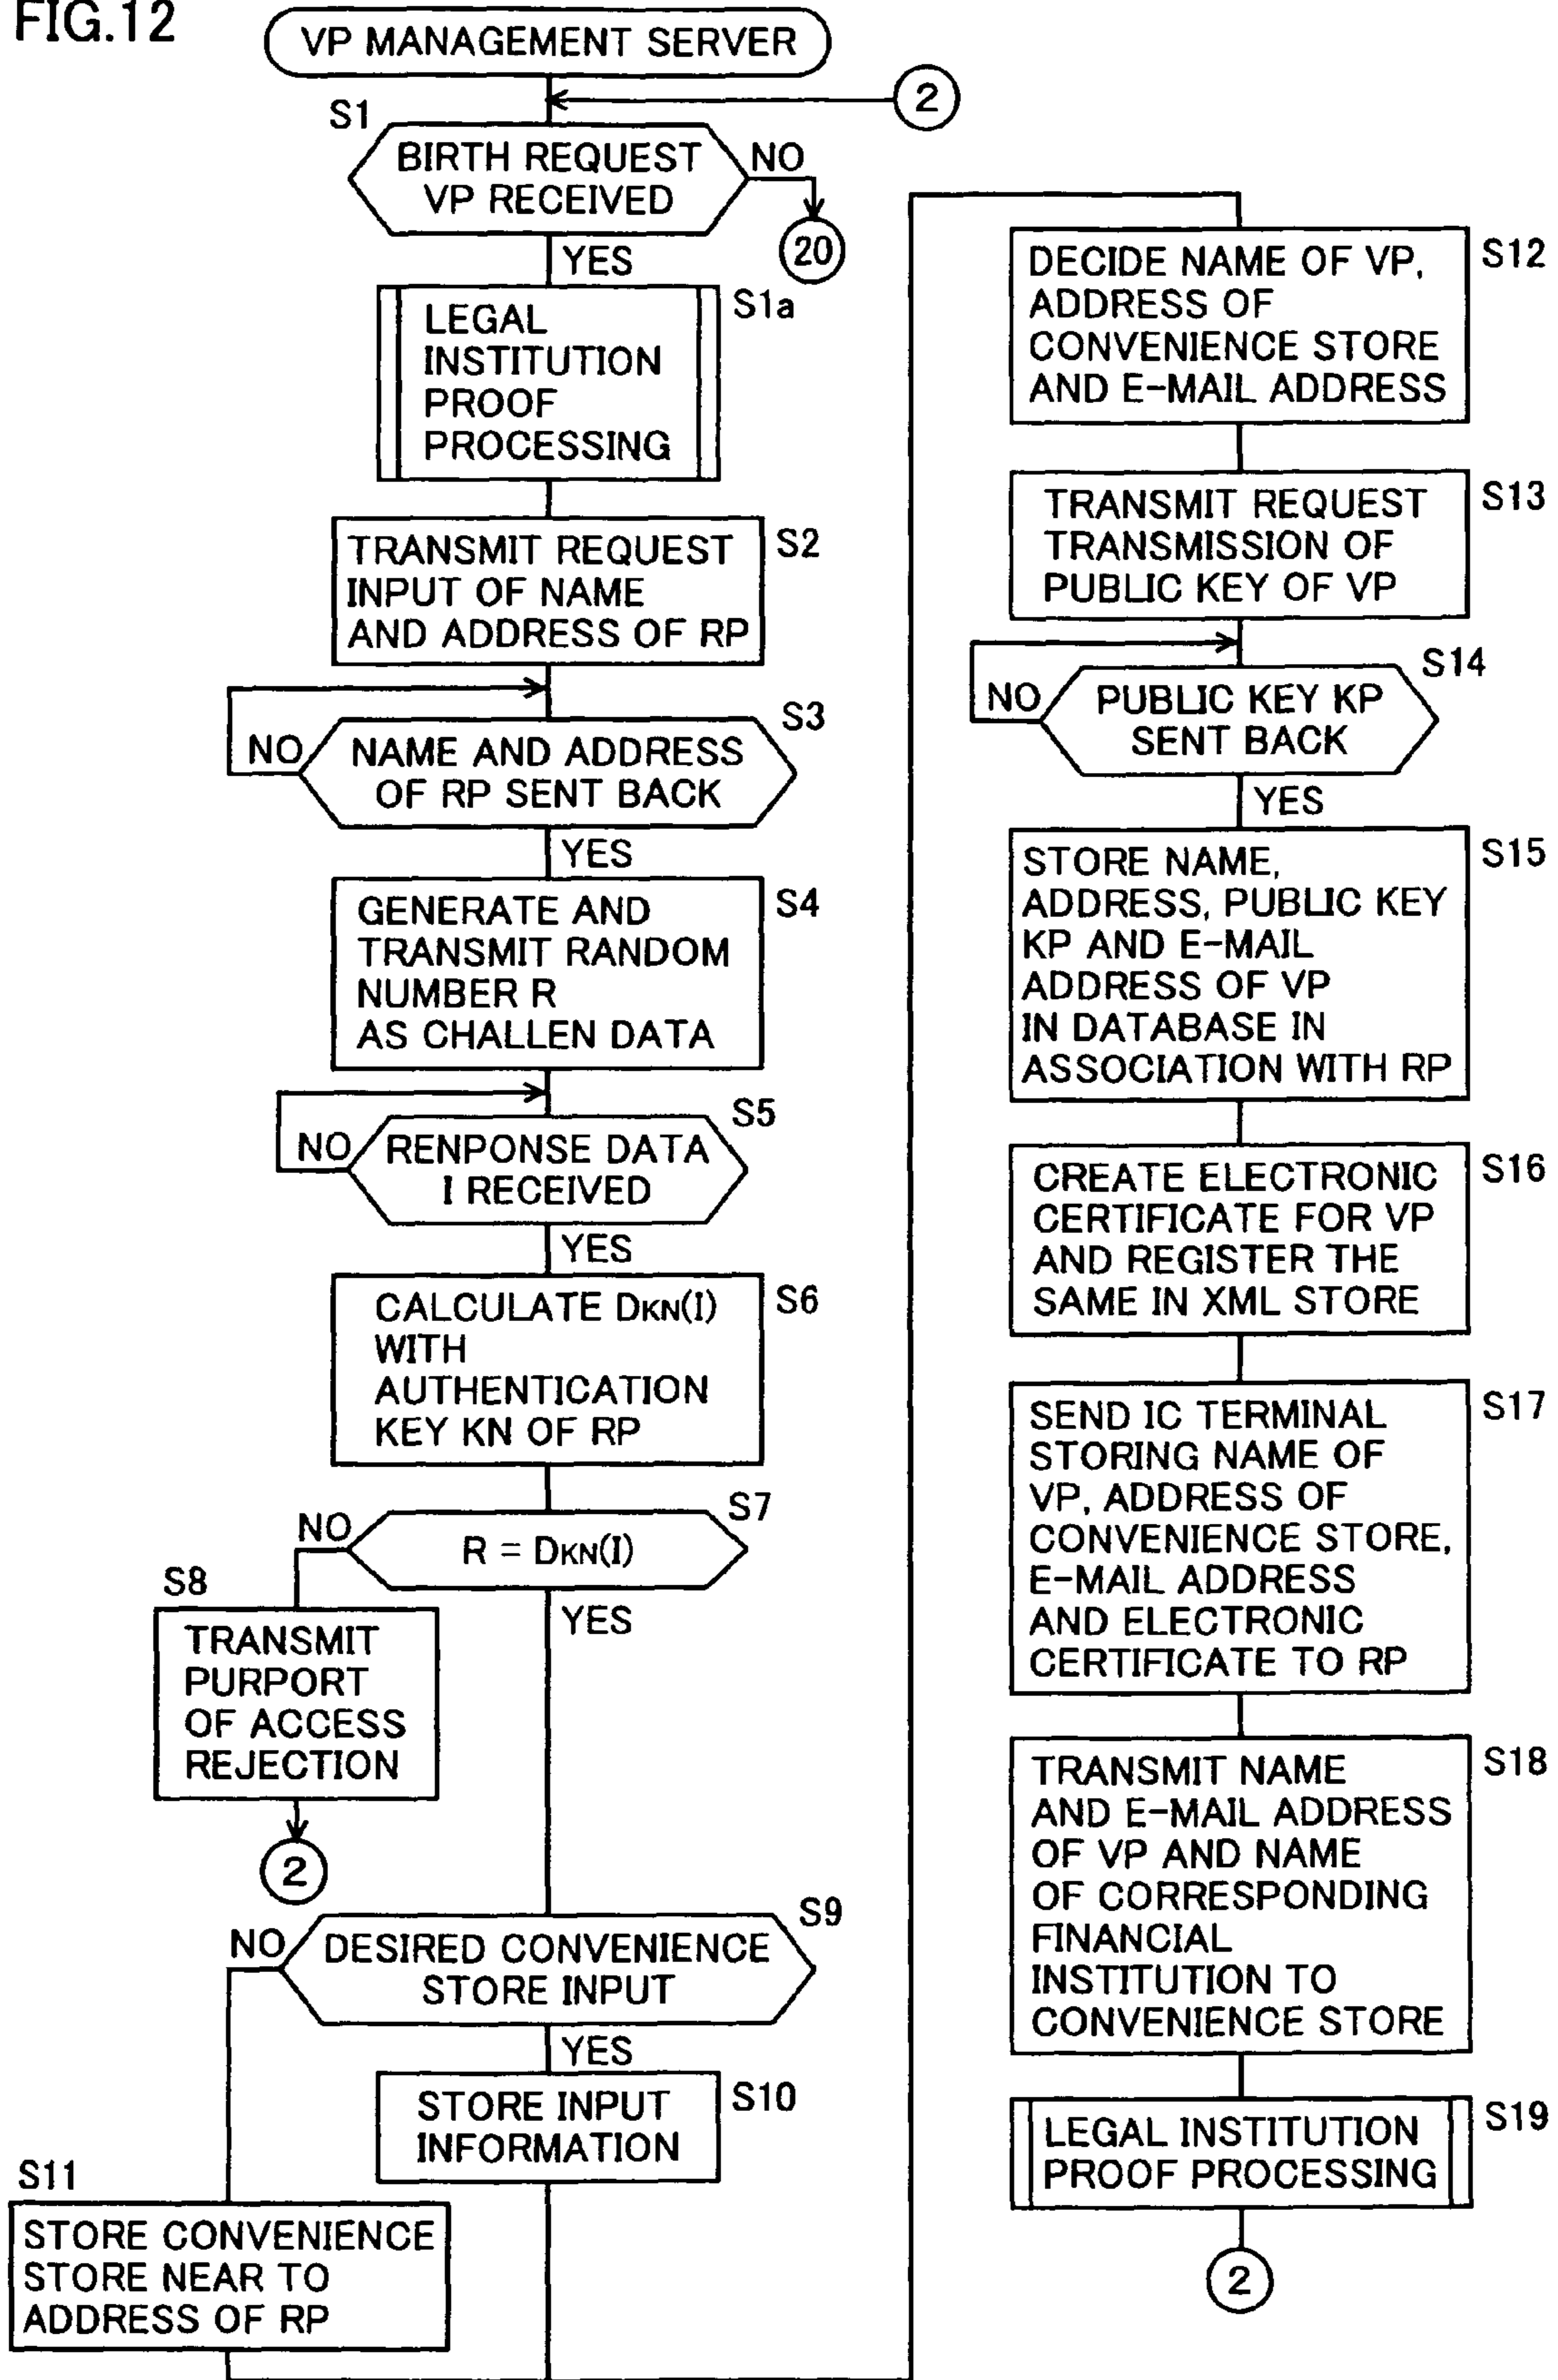 FIG.12
VP MANAGEMENT SERVER
2
S1
BIRTH REQUEST
VP RECEIVED
NO
20
YES
S1a
LEGAL
INSTITUTION
PROOF
PROCESSING
S2
TRANSMIT REQUEST
INPUT OF NAME
AND ADDRESS OF RP
S3
NO
NAME AND ADDRESS
OF RP SENT BACK
YES
S4
GENERATE AND
TRANSMIT RANDOM
NUMBER R
AS CHALLEN DATA
S5
NO
RENPONSE DATA
I RECEIVED
YES
S6
CALCULATE DKN(I)
WITH
AUTHENTICATION
KEY KN OF RP
S7
NO
R = DKN(I)
YES
S8
TRANSMIT
PURPORT
OF ACCESS
REJECTION
2
S9
NO
DESIRED CONVENIENCE
STORE INPUT
YES
S10
STORE INPUT
INFORMATION
S11
STORE CONVENIENCE
STORE NEAR TO
ADDRESS OF RP
S12
DECIDE NAME OF VP,
ADDRESS OF
CONVENIENCE STORE
AND E-MAIL ADDRESS
S13
TRANSMIT REQUEST
TRANSMISSION OF
PUBLIC KEY OF VP
S14
NO
PUBLIC KEY KP
SENT BACK
YES
S15
STORE NAME,
ADDRESS, PUBLIC KEY
KP AND E-MAIL
ADDRESS OF VP
IN DATABASE IN
ASSOCIATION WITH RP
S16
CREATE ELECTRONIC
CERTIFICATE FOR VP
AND REGISTER THE
SAME IN XML STORE
S17
SEND IC TERMINAL
STORING NAME OF
VP, ADDRESS OF
CONVENIENCE STORE,
E-MAIL ADDRESS
AND ELECTRONIC
CERTIFICATE TO RP
S18
TRANSMIT NAME
AND E-MAIL ADDRESS
OF VP AND NAME
OF CORRESPONDING
FINANCIAL
INSTITUTION TO
CONVENIENCE STORE
S19
LEGAL INSTITUTION
PROOF PROCESSING
2